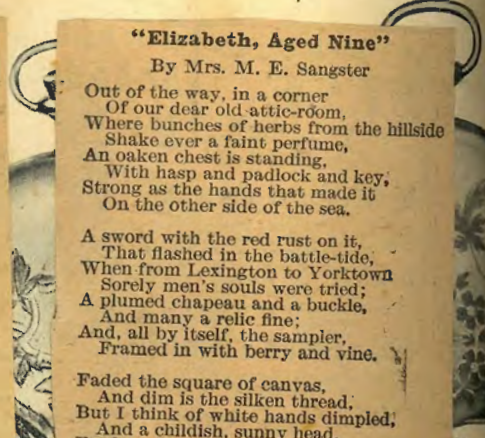 "Elizabeth, Aged Nine"
By Mrs. M. E. Sangster
Out of the way, in a corner
Of our dear old attic-room,
Where bunches of herbs from the hillside
Shake ever a faint perfume,
An oaken chest is standing,
With hasp and padlock and key,
Strong as the hands that made it
On the other side of the sea.
A sword with the red rust on it,
That flashed in the battle-tide,
When from Lexington to Yorktown
Sorely men's souls were tried;
A plumed chapeau and a buckle,
And many a relic fine;
And, all by itself, the sampler,
Framed in with berry and vine.
Faded the square of canvas,
And dim is the silken thread,
But I think of white hands dimpled,
And a childish, sunny head